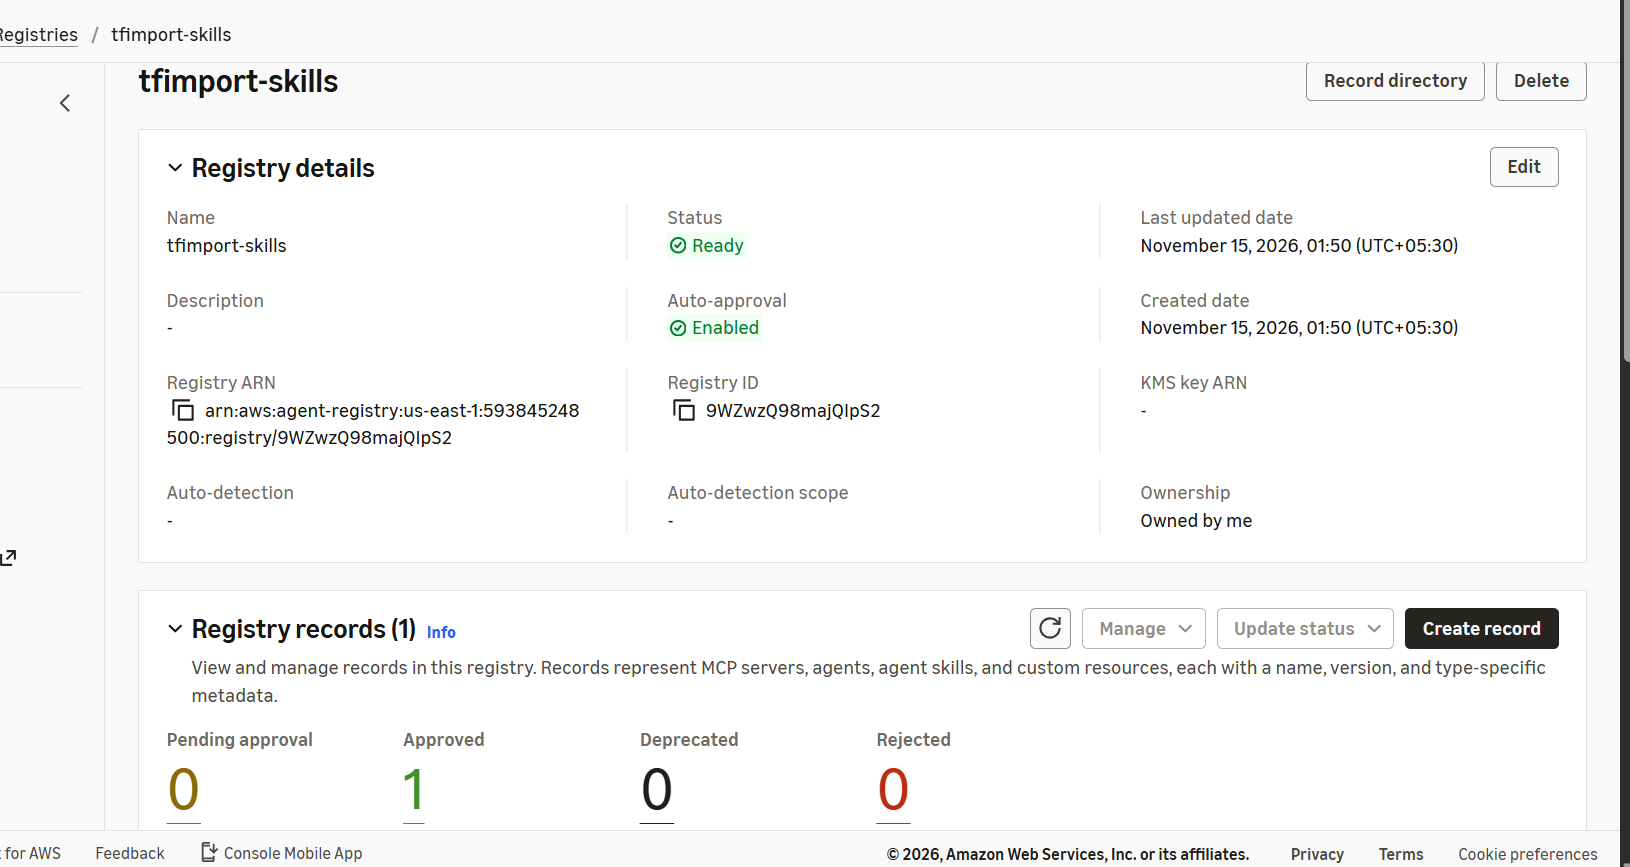 Registries / tfimport-skills
tfimport-skills
Record directory
Delete
Registry details
Edit
Name
tfimport-skills
Status
Ready
Last updated date
November 15, 2026, 01:50 (UTC+05:30)
Description
-
Auto-approval
Enabled
Created date
November 15, 2026, 01:50 (UTC+05:30)
Registry ARN
arn:aws:agent-registry:us-east-1:593845248
500:registry/9WZwzQ98majQIpS2
Registry ID
9WZwzQ98majQIpS2
KMS key ARN
-
Auto-detection
-
Auto-detection scope
-
Ownership
Owned by me
Registry records (1) Info
Manage
Update status
Create record
View and manage records in this registry. Records represent MCP servers, agents, agent skills, and custom resources, each with a name, version, and type-specific
metadata.
Pending approval
0
Approved
1
Deprecated
0
Rejected
0
for AWS
Feedback
Console Mobile App
© 2026, Amazon Web Services, Inc. or its affiliates.
Privacy
Terms
Cookie preferences